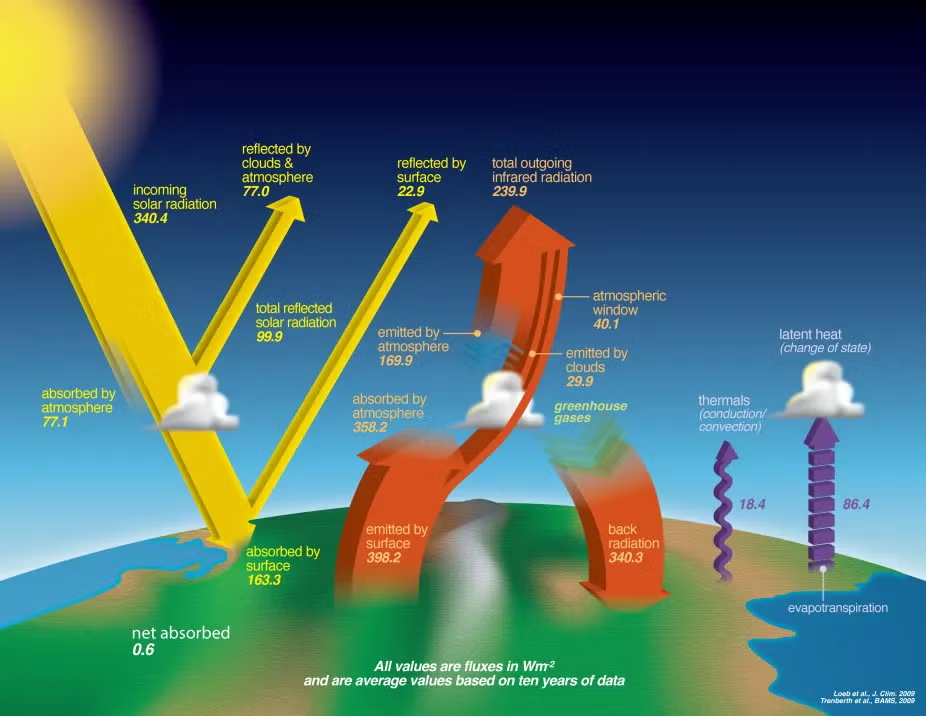 reflected by
clouds &
atmosphere
77.0
reflected by
surface
22.9
total outgoing
infrared radiation
239.9
incoming
solar radiation
340.4
total reflected
solar radiation
99.9
atmospheric
window
40.1
emitted by
atmosphere
169.9
emitted by
clouds
29.9
latent heat
(change of state)
absorbed by
atmosphere
77.1
absorbed by
atmosphere
358.2
greenhouse
gases
thermals
(conduction/
convection)
18.4
86.4
emitted by
surface
398.2
back
radiation
340.3
absorbed by
surface
163.3
evapotranspiration
net absorbed
0.6
All values are fluxes in Wm-2
and are average values based on ten years of data
Loeb et al., J. Clim. 2009
Trenberth et al., BAMS, 2009